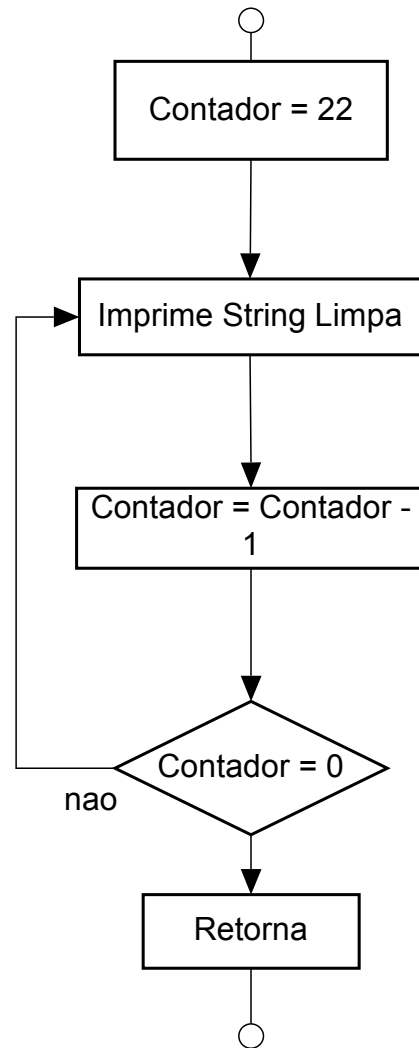 Contador = 22
Imprime String Limpa
Contador = Contador -
1
Contador = 0
nao
Retorna